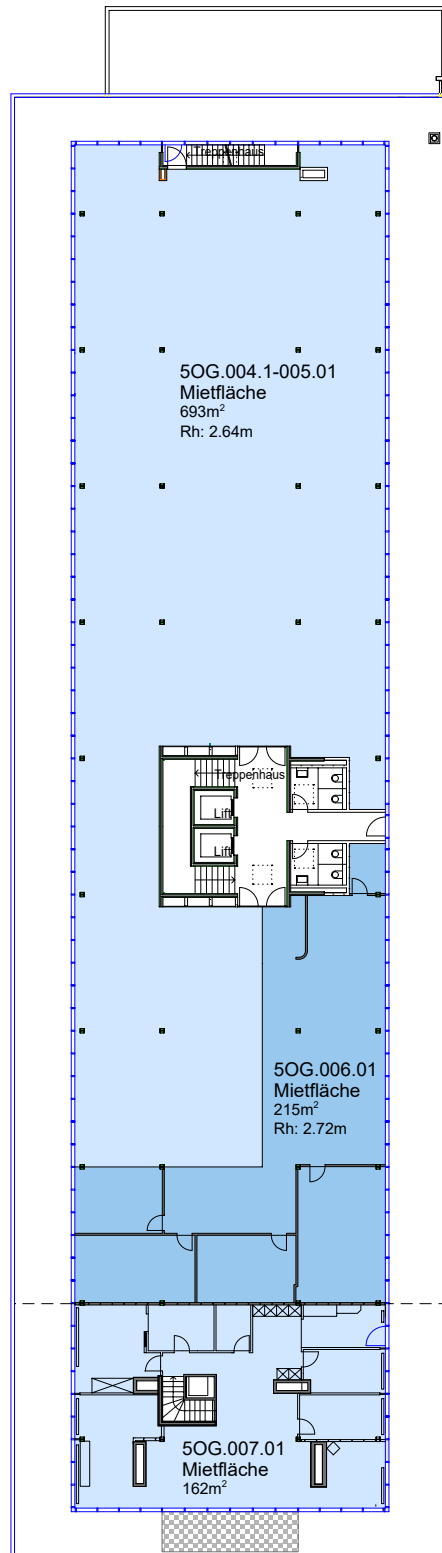 Treppenhaus
5OG.004.1-005.01
Mietfläche
693m²
Rh: 2.64m
Treppenhaus
Lift
Lift
5OG.006.01
Mietfläche
215m²
Rh: 2.72m
5OG.007.01
Mietfläche
162m²